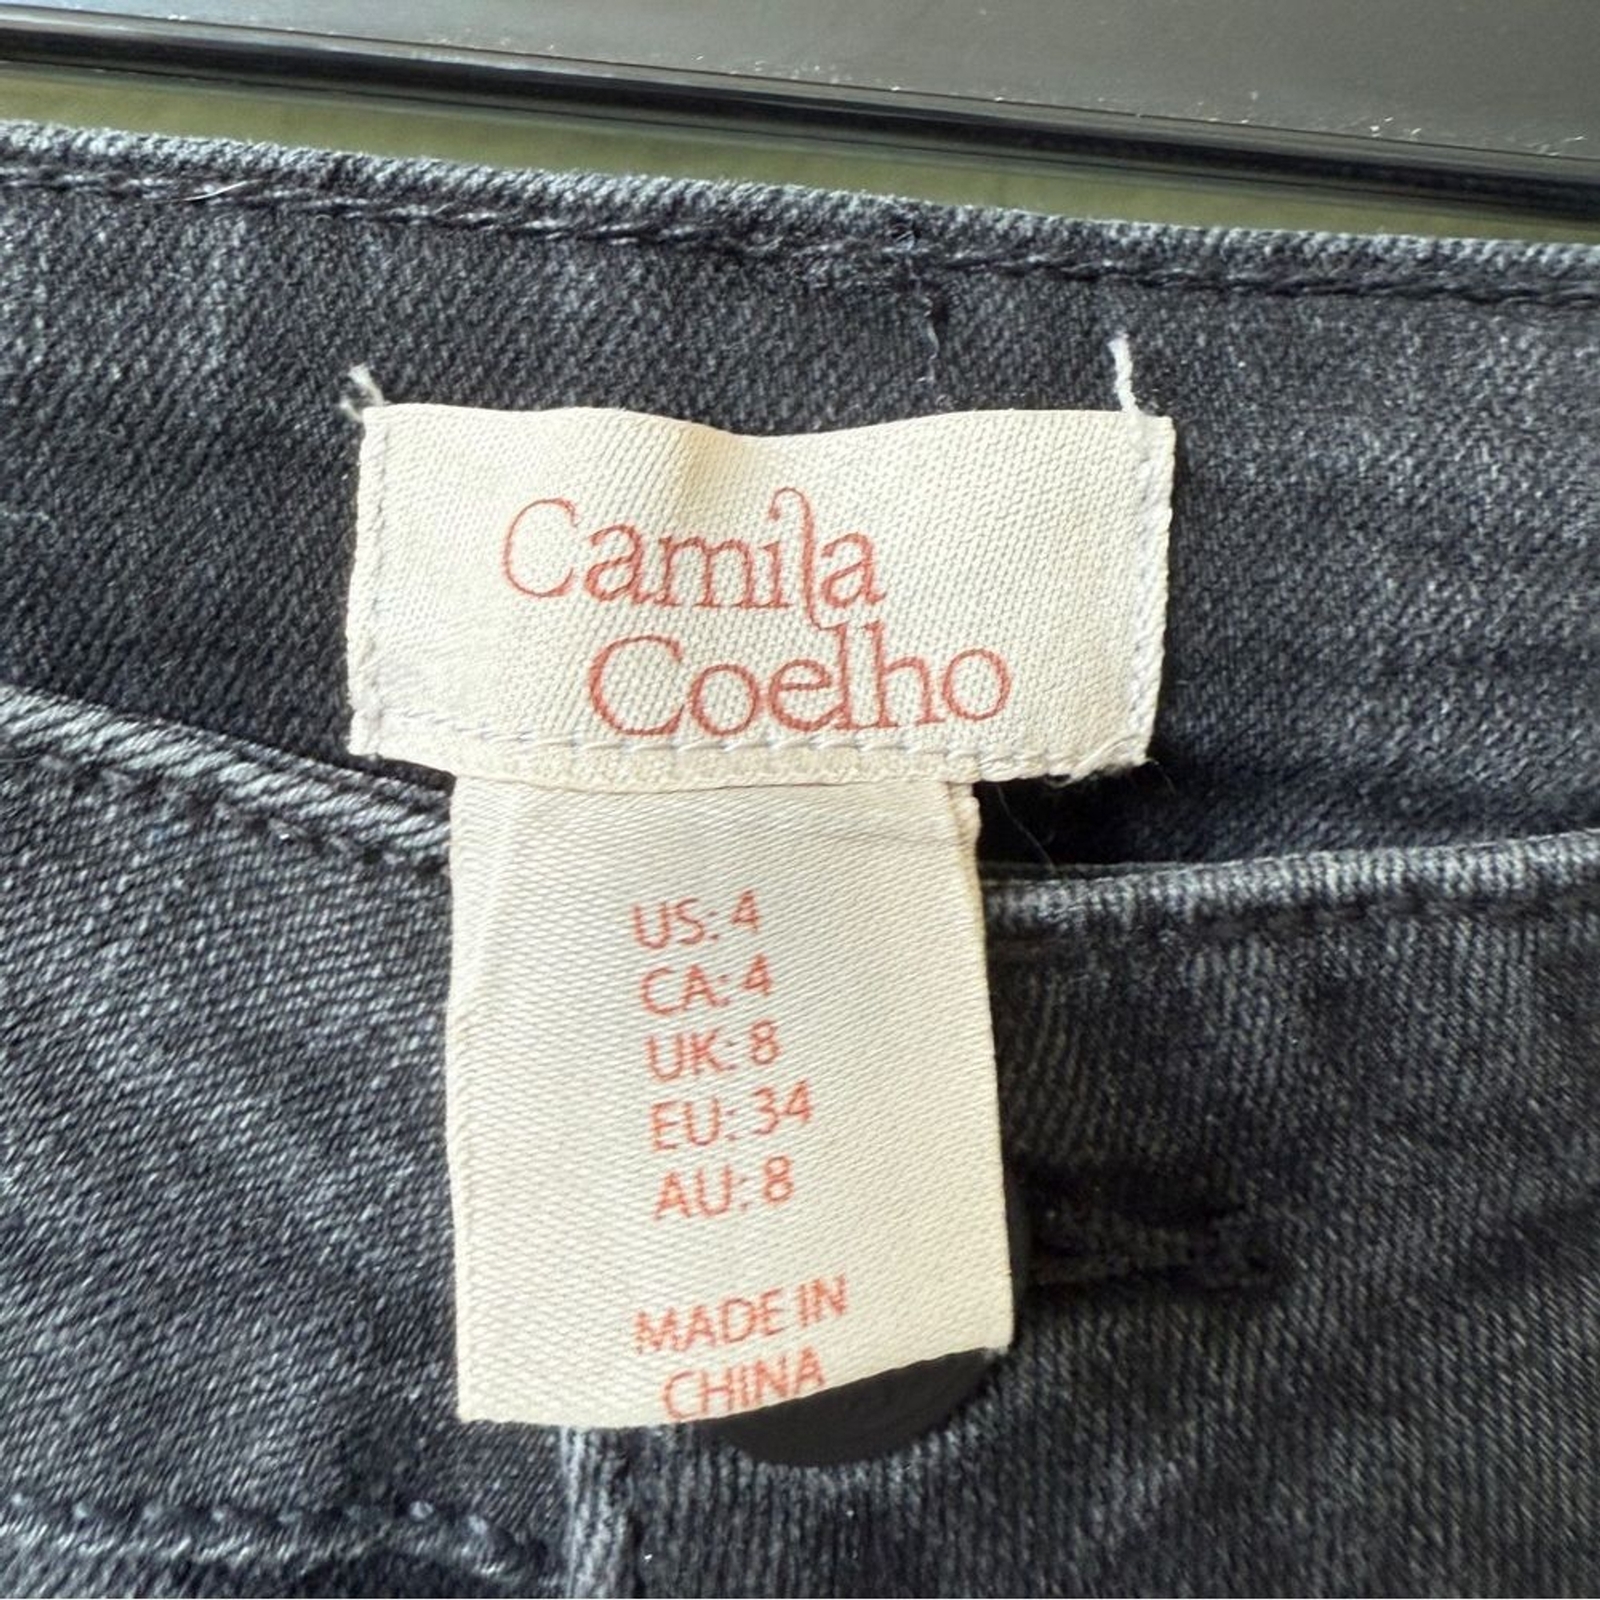 Camila
Coelho
US: 4
CA: 4
UK: 8
EU: 34
AU: 8
MADE IN
CHINA